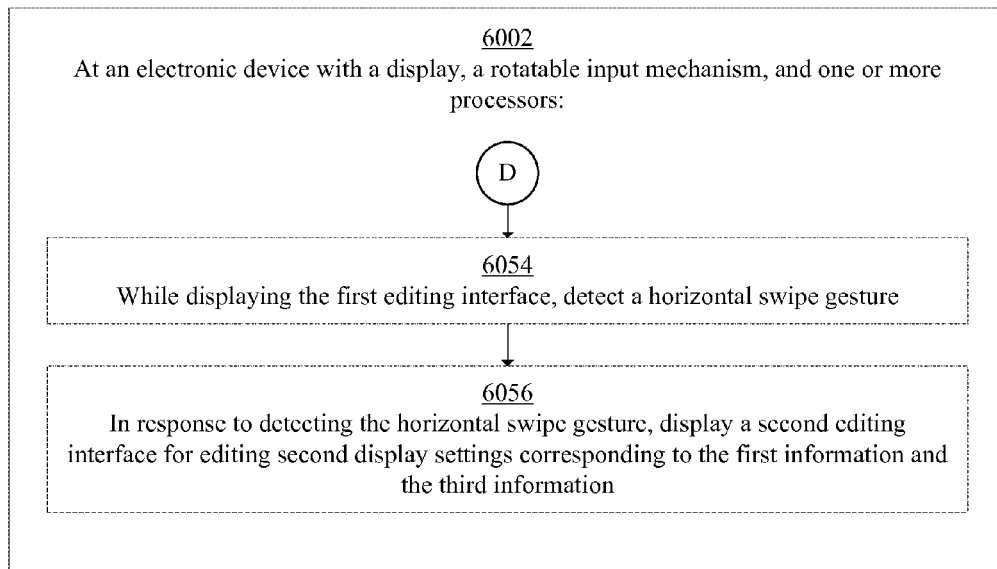 6002
At an electronic device with a display, a rotatable input mechanism, and one or more
processors:
D
6054
While displaying the first editing interface, detect a horizontal swipe gesture
6056
In response to detecting the horizontal swipe gesture, display a second editing
interface for editing second display settings corresponding to the first information and
the third information